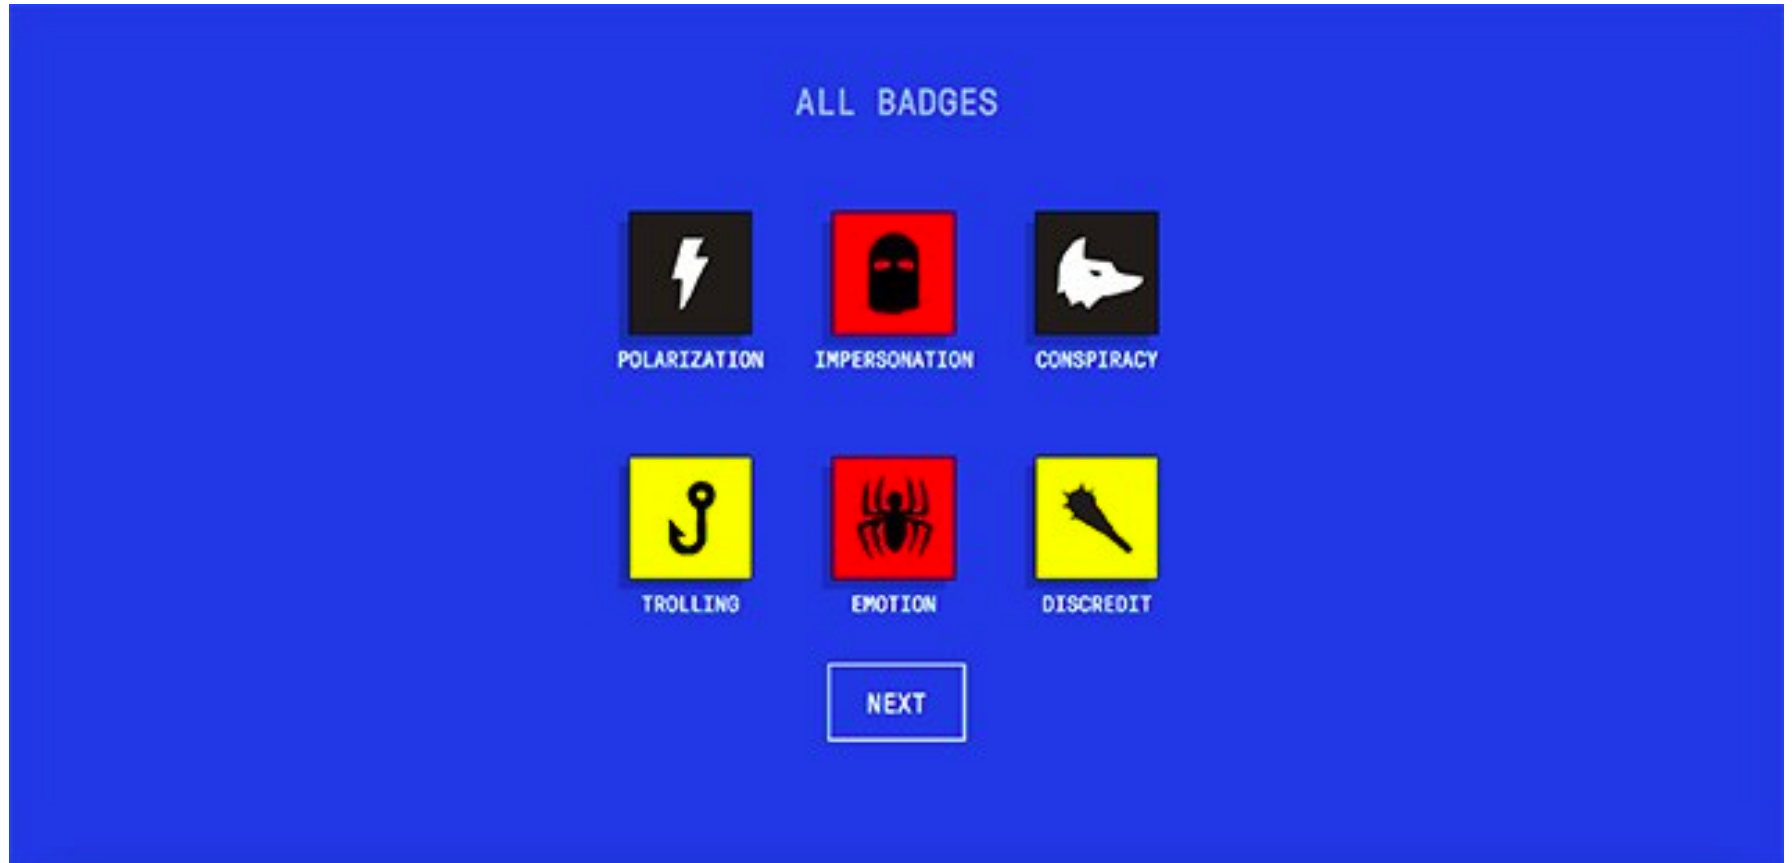 ALL BADGES
POLARIZATION IMPERSONATION CONSPIRACY
TROLLING EMOTION DISCREDIT
NEXT